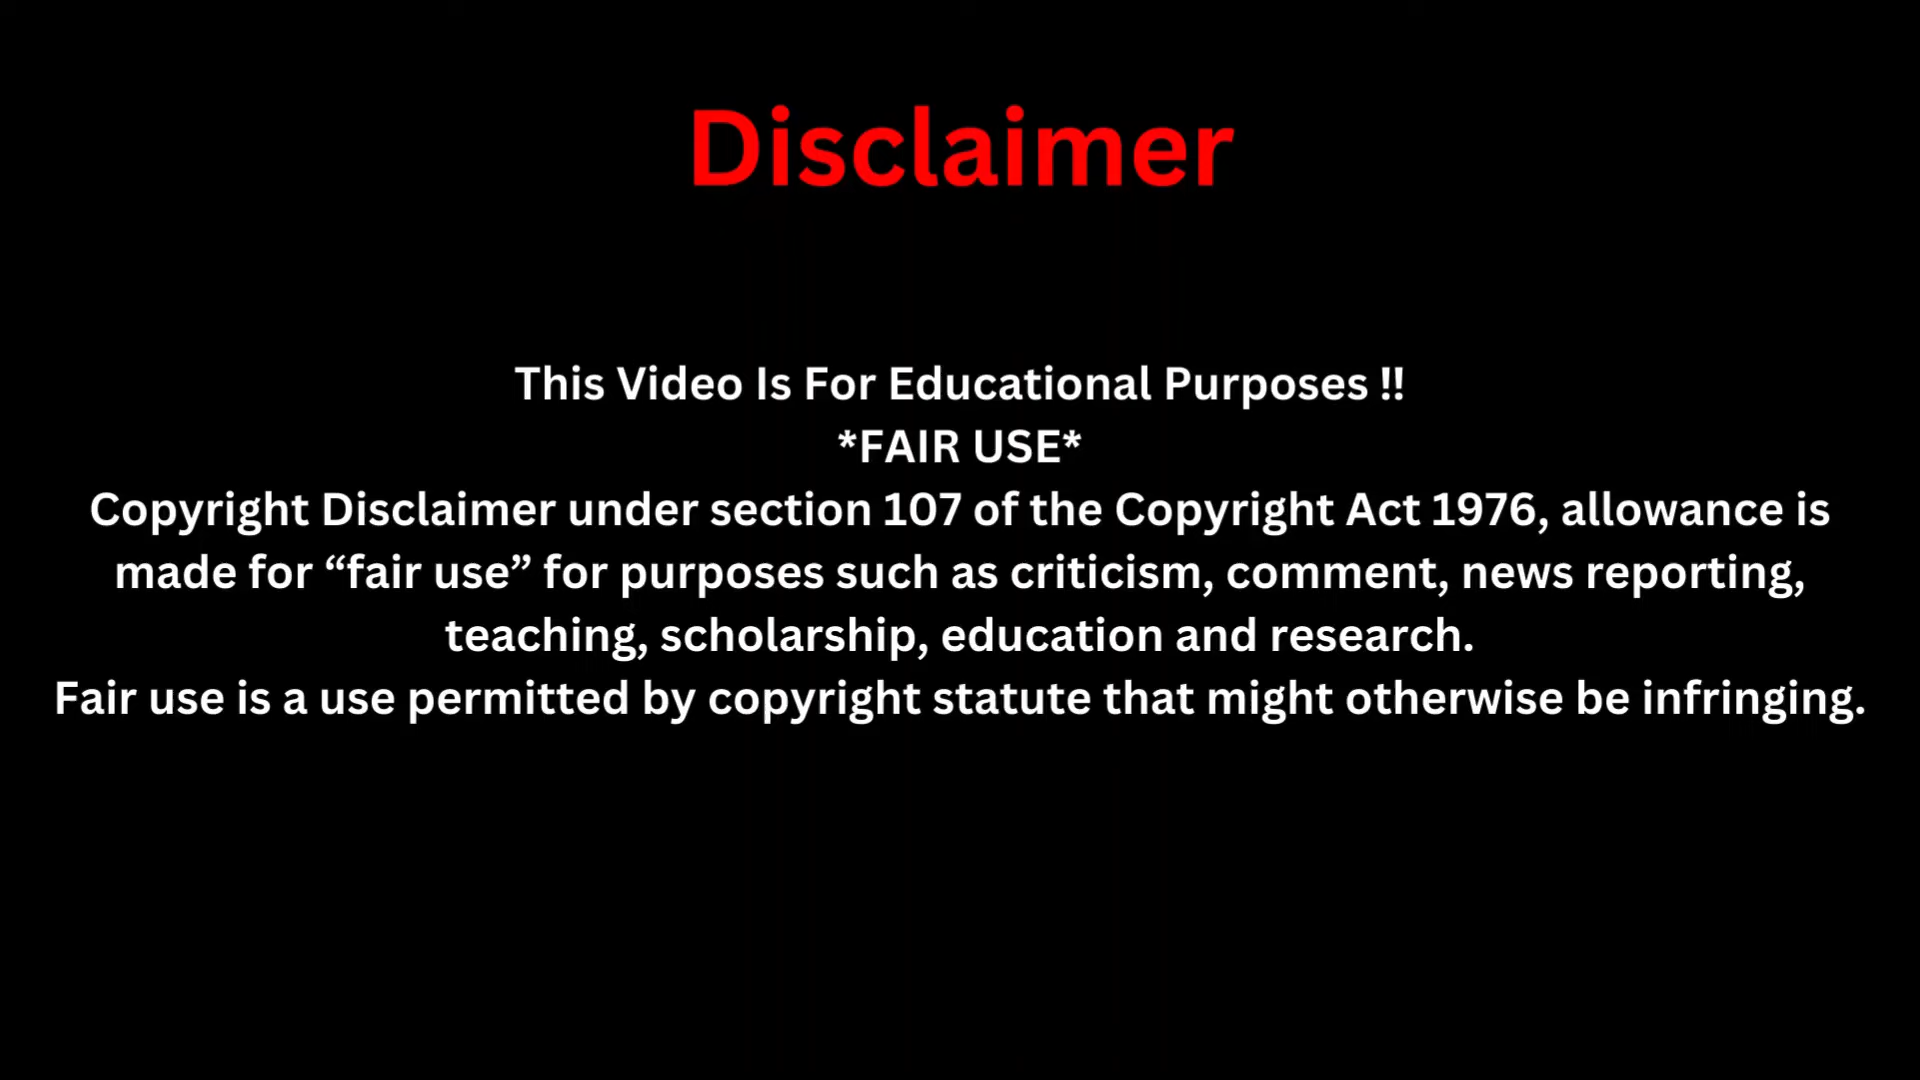 Disclaimer
This Video Is For Educational Purposes !!
*FAIR USE*
Copyright Disclaimer under section 107 of the Copyright Act 1976, allowance is
made for “fair use” for purposes such as criticism, comment, news reporting,
teaching, scholarship, education and research.
Fair use is a use permitted by copyright statute that might otherwise be infringing.